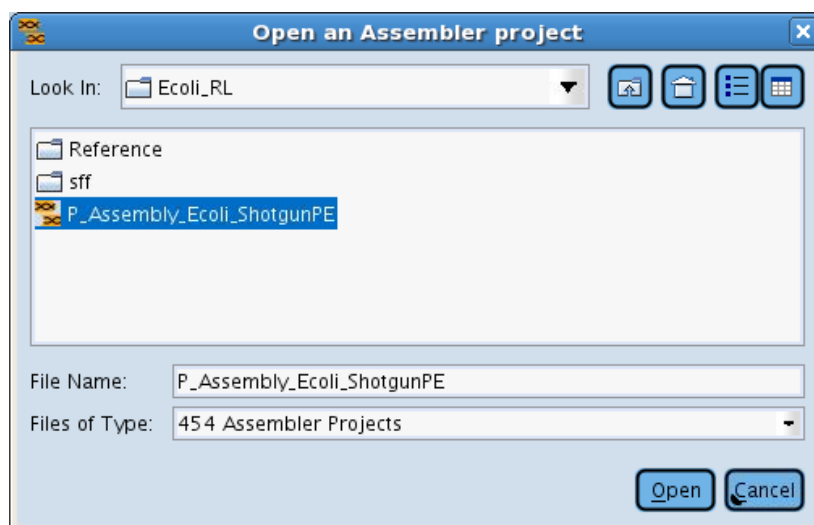 Open an Assembler project
Look In: Ecoli_RL
Reference
sff
P_Assembly_Ecoli_ShotgunPE
File Name: P_Assembly_Ecoli_ShotgunPE
Files of Type: 454 Assembler Projects
Open Cancel